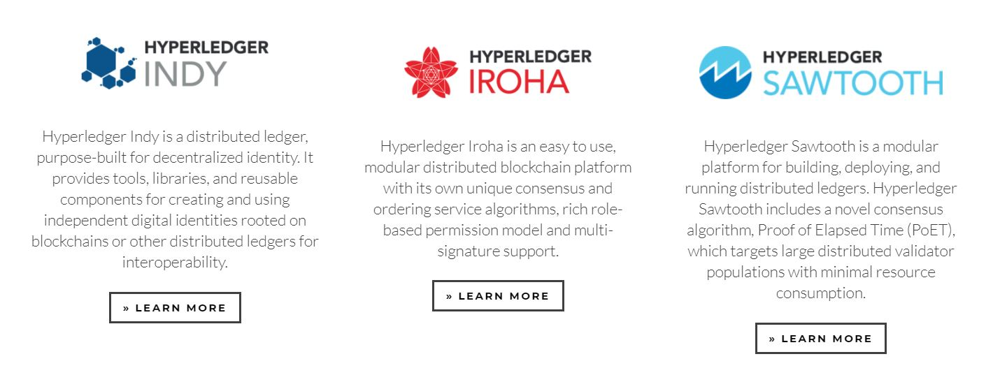 HYPERLEDGER
INDY
Hyperledger Indy is a distributed ledger,
purpose-built for decentralized identity. It
provides tools, libraries, and reusable
components for creating and using
independent digital identities rooted on
blockchains or other distributed ledgers for
interoperability.
» LEARN MORE
HYPERLEDGER
IROHA
Hyperledger Iroha is an easy to use,
modular distributed blockchain platform
with its own unique consensus and
ordering service algorithms, rich role-
based permission model and multi-
signature support.
» LEARN MORE
HYPERLEDGER
SAWTOOTH
Hyperledger Sawtooth is a modular
platform for building, deploying, and
running distributed ledgers. Hyperledger
Sawtooth includes a novel consensus
algorithm, Proof of Elapsed Time (PoET),
which targets large distributed validator
populations with minimal resource
consumption.
» LEARN MORE